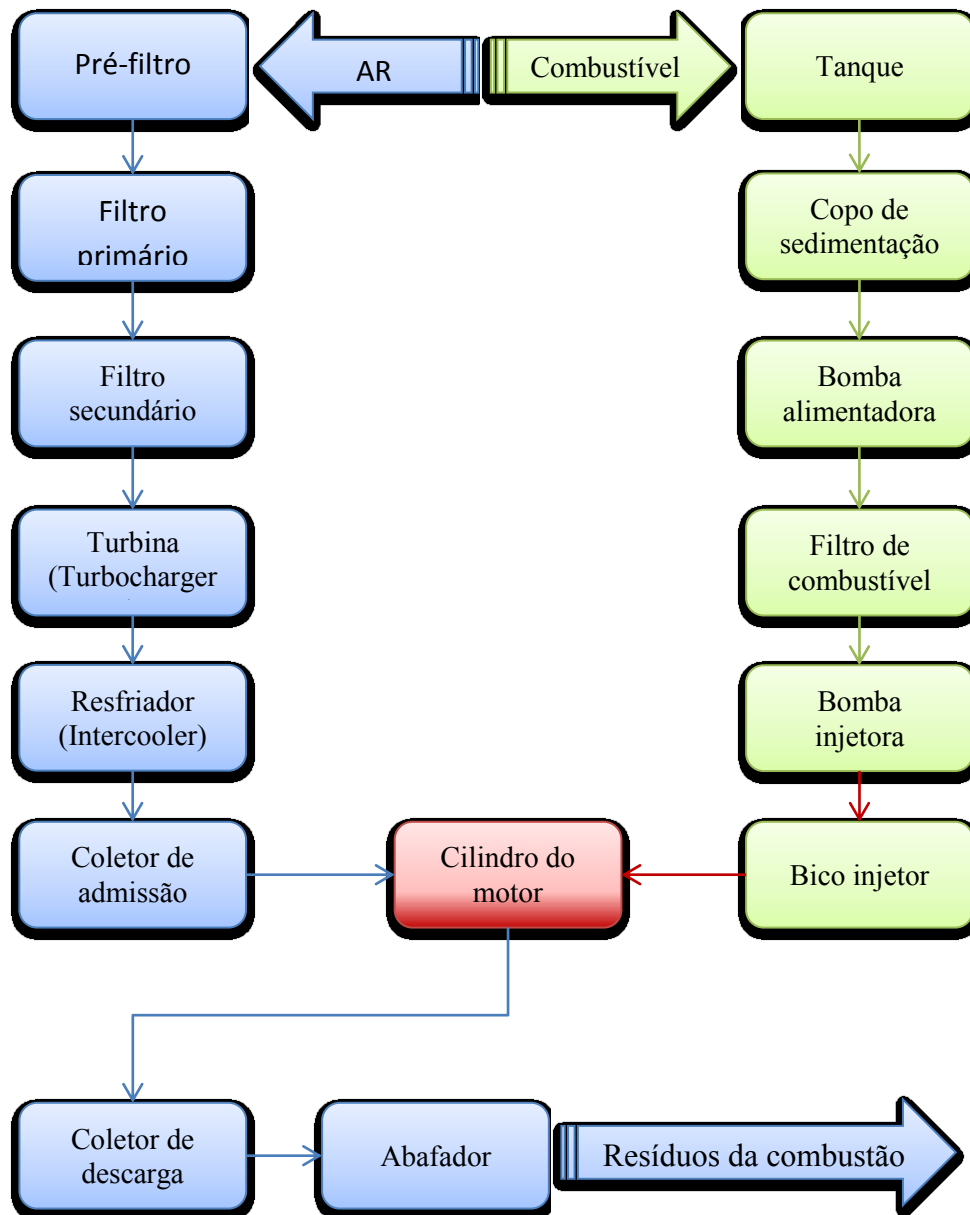 Pré-filtro
AR
Combustível
Tanque
Filtro
primário
Copo de
sedimentação
Filtro
secundário
Bomba
alimentadora
Turbina
(Turbocharger
Filtro de
combustível
Resfriador
(Intercooler)
Bomba
injetora
Coletor de
admissão
Cilindro do
motor
Bico injetor
Coletor de
descarga
Abafador
Resíduos da combustão